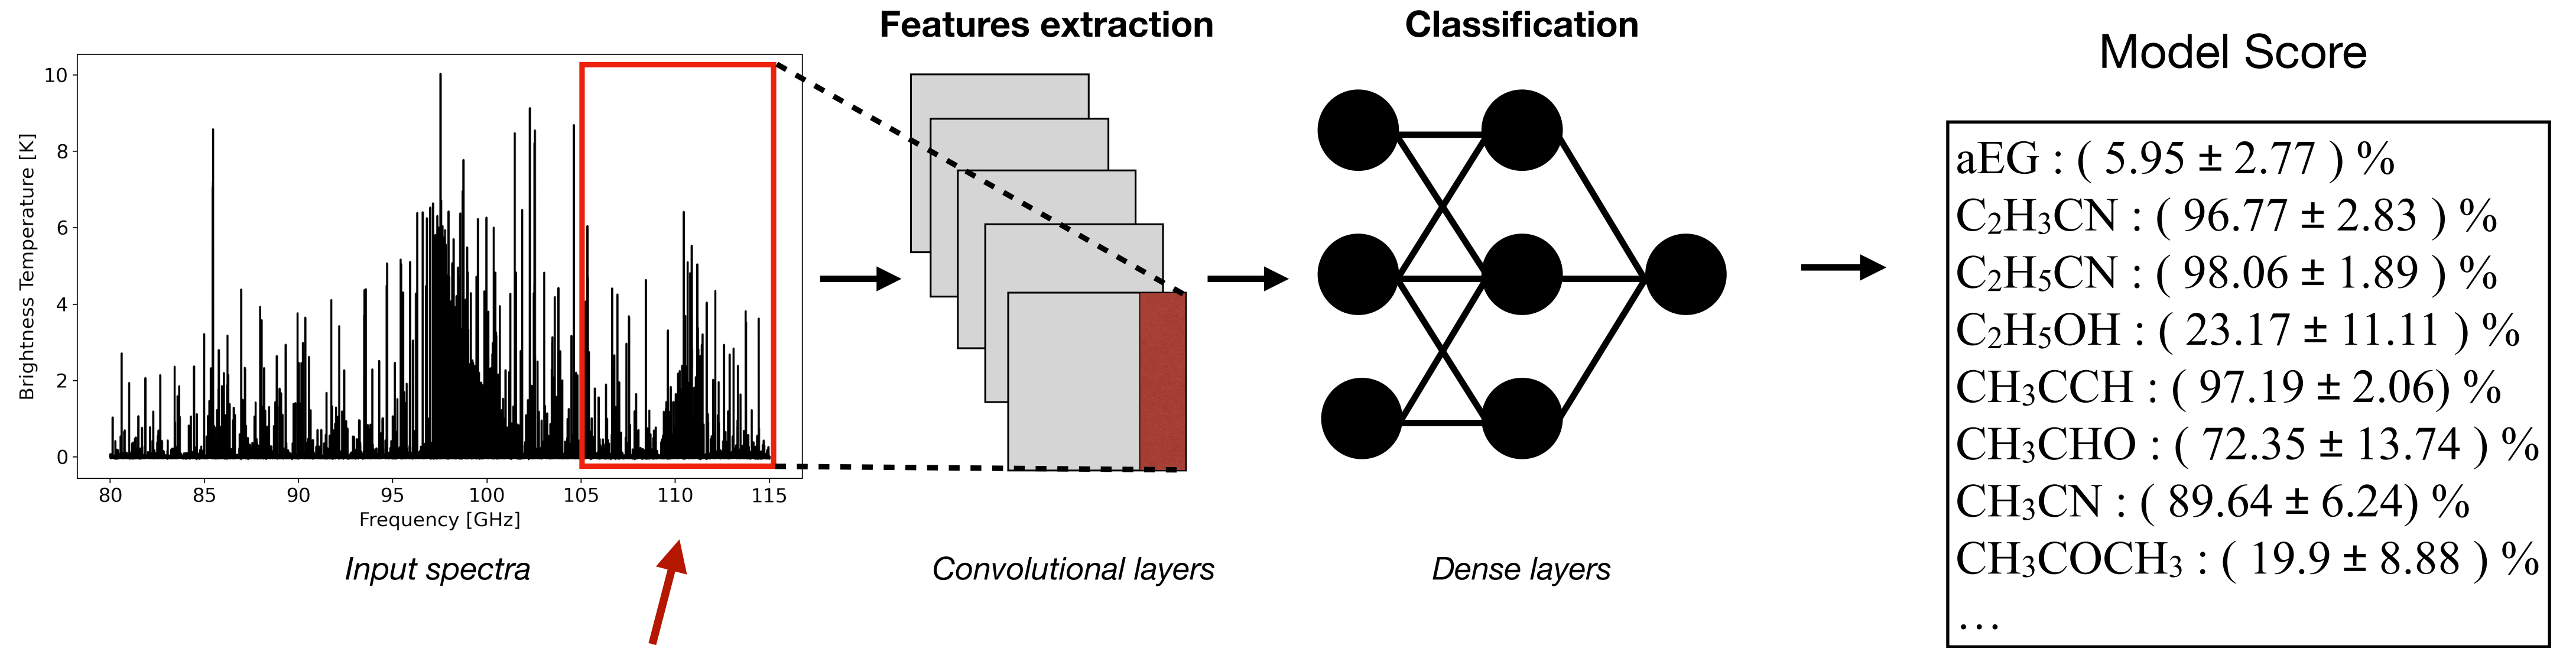 Features extraction
Classification
Model Score
10
8
6
4
2
0
Brightness Temperature [K]
80 85 90 95 100 105 110 115
Frequency [GHz]
Input spectra
Convolutional layers
Dense layers
aEG : ( 5.95 ± 2.77 ) %
C₂H₃CN : ( 96.77 ± 2.83 ) %
C₂H₅CN : ( 98.06 ± 1.89 ) %
C₂H₅OH : ( 23.17 ± 11.11 ) %
CH₃CCH : ( 97.19 ± 2.06) %
CH₃CHO : ( 72.35 ± 13.74 ) %
CH₃CN : ( 89.64 ± 6.24) %
CH₃COCH₃ : ( 19.9 ± 8.88 ) %
…